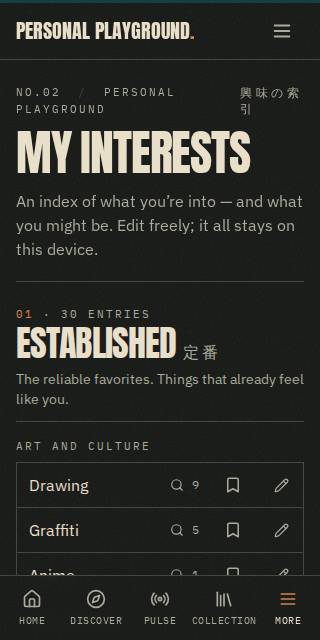 PERSONAL PLAYGROUND.
NO.02 / PERSONAL PLAYGROUND
興味の索引
MY INTERESTS
An index of what you’re into — and what
you might be. Edit freely; it all stays on
this device.
01 · 30 ENTRIES
ESTABLISHED 定番
The reliable favorites. Things that already feel
like you.
ART AND CULTURE
Drawing 9
Graffiti 5
Anime 1
HOME DISCOVER PULSE COLLECTION MORE